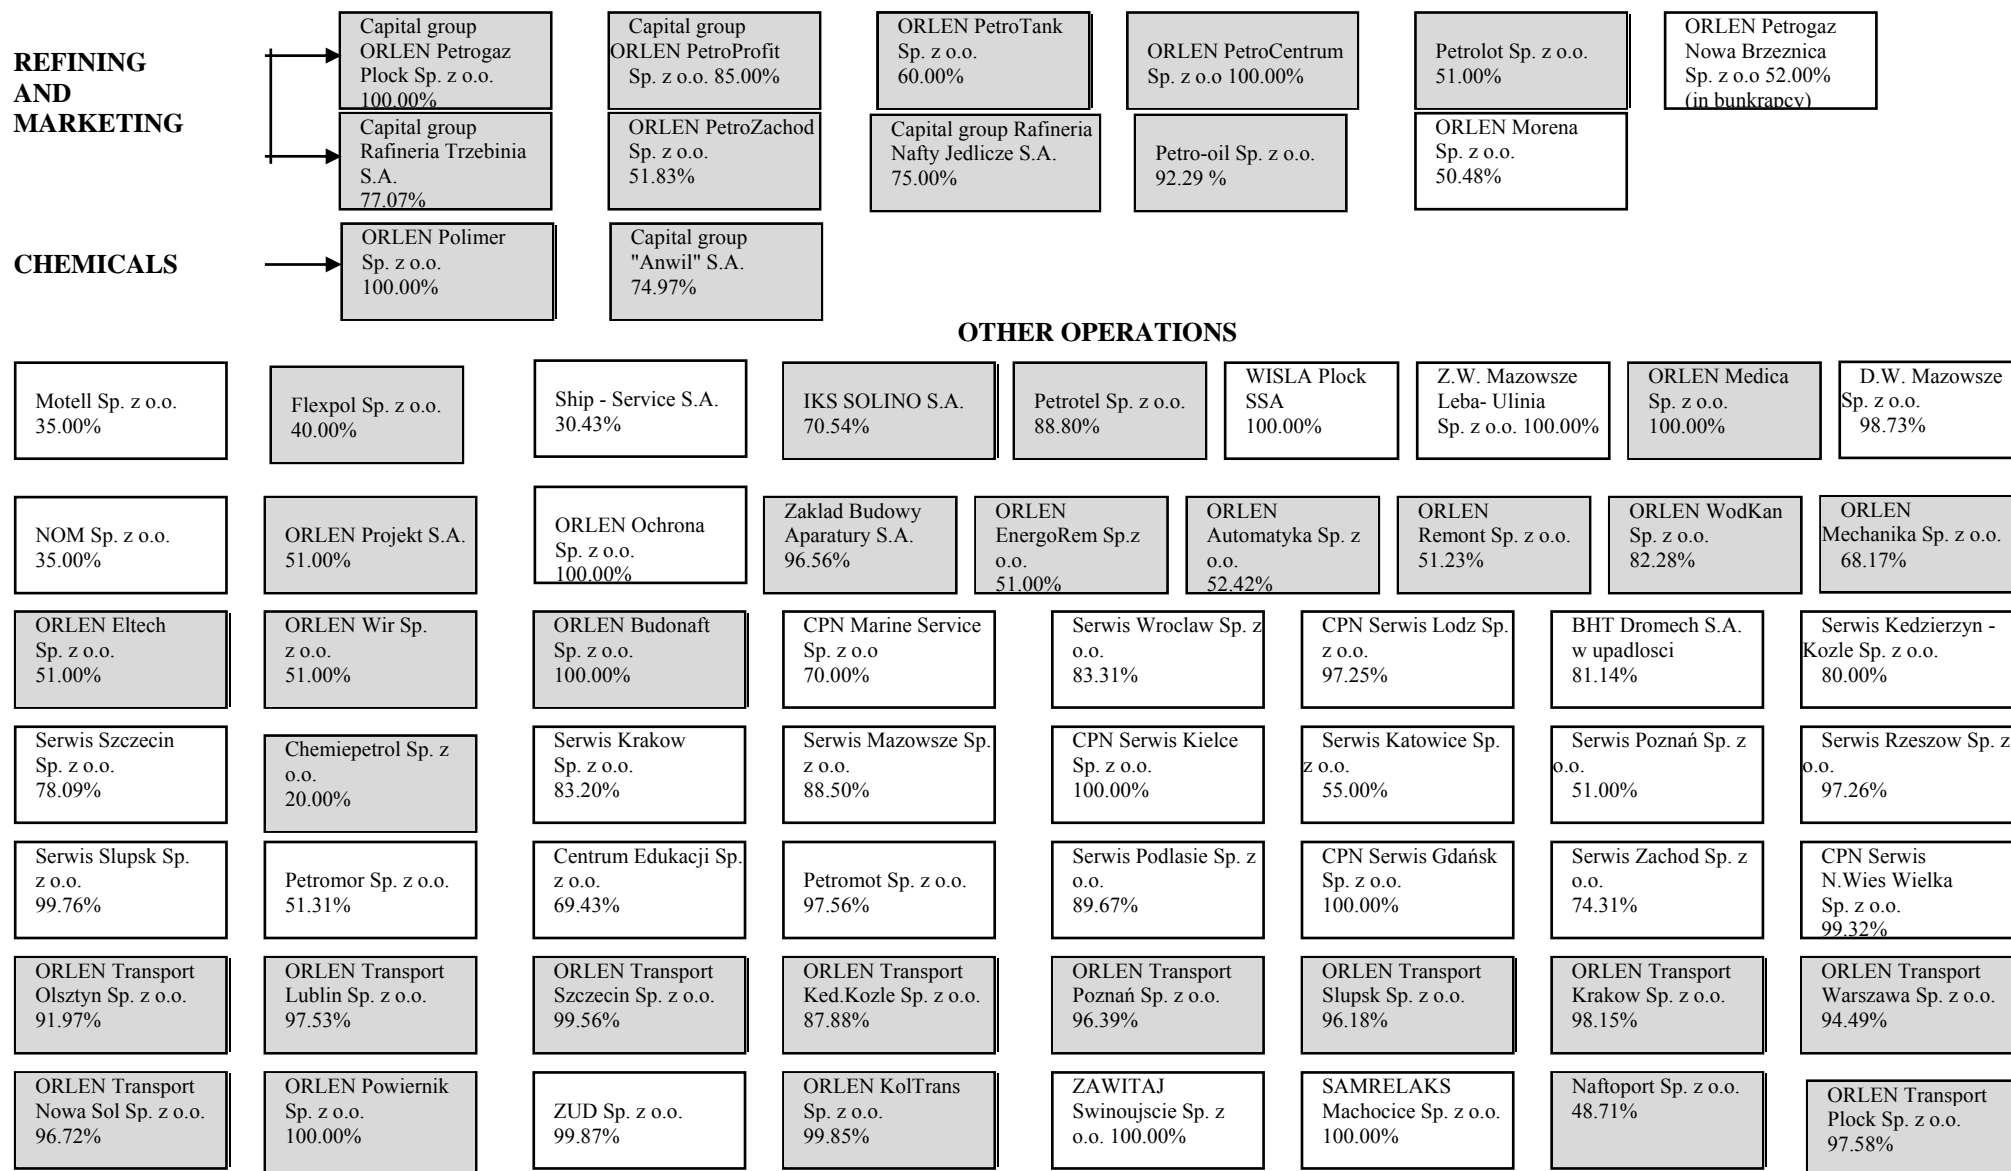 REFINING
AND
MARKETING
Capital group
ORLEN Petrogaz
Plock Sp. z o.o.
100.00%
Capital group
ORLEN PetroProfit
Sp. z o.o. 85.00%
ORLEN PetroTank
Sp. z o.o.
60.00%
ORLEN PetroCentrum
Sp. z o.o 100.00%
Petrolot Sp. z o.o.
51.00%
ORLEN Petrogaz
Nowa Brzeznica
Sp. z o.o 52.00%
(in bunkrapcy)
Capital group
Rafineria Trzebinia
S.A.
77.07%
ORLEN PetroZachod
Sp. z o.o.
51.83%
Capital group Rafineria
Nafty Jedlicze S.A.
75.00%
Petro-oil Sp. z o.o.
92.29 %
ORLEN Morena
Sp. z o.o.
50.48%
CHEMICALS
ORLEN Polimer
Sp. z o.o.
100.00%
Capital group
"Anwil" S.A.
74.97%
OTHER OPERATIONS
Motell Sp. z o.o.
35.00%
Flexpol Sp. z o.o.
40.00%
Ship - Service S.A.
30.43%
IKS SOLINO S.A.
70.54%
Petrotel Sp. z o.o.
88.80%
WISLA Plock
SSA
100.00%
Z.W. Mazowsze
Leba- Ulinia
Sp. z o.o. 100.00%
ORLEN Medica
Sp. z o.o.
100.00%
D.W. Mazowsze
Sp. z o.o.
98.73%
NOM Sp. z o.o.
35.00%
ORLEN Projekt S.A.
51.00%
ORLEN Ochrona
Sp. z o.o.
100.00%
Zaklad Budowy
Aparatury S.A.
96.56%
ORLEN
EnergoRem Sp.z
o.o.
51.00%
ORLEN
Automatyka Sp. z
o.o.
52.42%
ORLEN
Remont Sp. z o.o.
51.23%
ORLEN WodKan
Sp. z o.o.
82.28%
ORLEN
Mechanika Sp. z o.o.
68.17%
ORLEN Eltech
Sp. z o.o.
51.00%
ORLEN Wir Sp.
z o.o.
51.00%
ORLEN Budonaft
Sp. z o.o.
100.00%
CPN Marine Service
Sp. z o.o
70.00%
Serwis Wroclaw Sp. z
o.o.
83.31%
CPN Serwis Lodz Sp.
z o.o.
97.25%
BHT Dromech S.A.
w upadlosci
81.14%
Serwis Kedzierzyn -
Kozle Sp. z o.o.
80.00%
Serwis Szczecin
Sp. z o.o.
78.09%
Chemiepetrol Sp. z
o.o.
20.00%
Serwis Krakow
Sp. z o.o.
83.20%
Serwis Mazowsze Sp.
z o.o.
88.50%
CPN Serwis Kielce
Sp. z o.o.
100.00%
Serwis Katowice Sp.
z o.o.
55.00%
Serwis Poznań Sp. z
o.o.
51.00%
Serwis Rzeszow Sp. z
o.o.
97.26%
Serwis Slupsk Sp.
z o.o.
99.76%
Petromor Sp. z o.o.
51.31%
Centrum Edukacji Sp.
z o.o.
69.43%
Petromot Sp. z o.o.
97.56%
Serwis Podlasie Sp. z
o.o.
89.67%
CPN Serwis Gdańsk
Sp. z o.o.
100.00%
Serwis Zachod Sp. z
o.o.
74.31%
CPN Serwis
N.Wies Wielka
Sp. z o.o.
99.32%
ORLEN Transport
Olsztyn Sp. z o.o.
91.97%
ORLEN Transport
Lublin Sp. z o.o.
97.53%
ORLEN Transport
Szczecin Sp. z o.o.
99.56%
ORLEN Transport
Ked.Kozle Sp. z o.o.
87.88%
ORLEN Transport
Poznań Sp. z o.o.
96.39%
ORLEN Transport
Slupsk Sp. z o.o.
96.18%
ORLEN Transport
Krakow Sp. z o.o.
98.15%
ORLEN Transport
Warszawa Sp. z o.o.
94.49%
ORLEN Transport
Nowa Sol Sp. z o.o.
96.72%
ORLEN Powiernik
Sp. z o.o.
100.00%
ZUD Sp. z o.o.
99.87%
ORLEN KolTrans
Sp. z o.o.
99.85%
ZAWITAJ
Swinoujscie Sp. z
o.o. 100.00%
SAMRELAKS
Machocice Sp. z o.o.
100.00%
Naftoport Sp. z o.o.
48.71%
ORLEN Transport
Plock Sp. z o.o.
97.58%